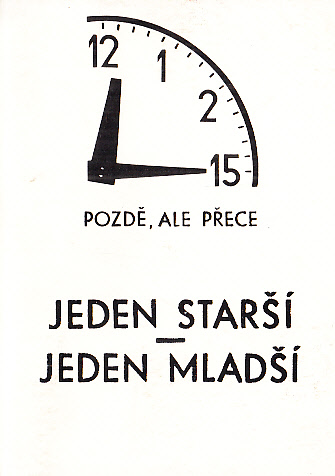 12
1
2
15
POZDĚ, ALE PŘECE
JEDEN STARŠÍ
—
JEDEN MLADŠÍ